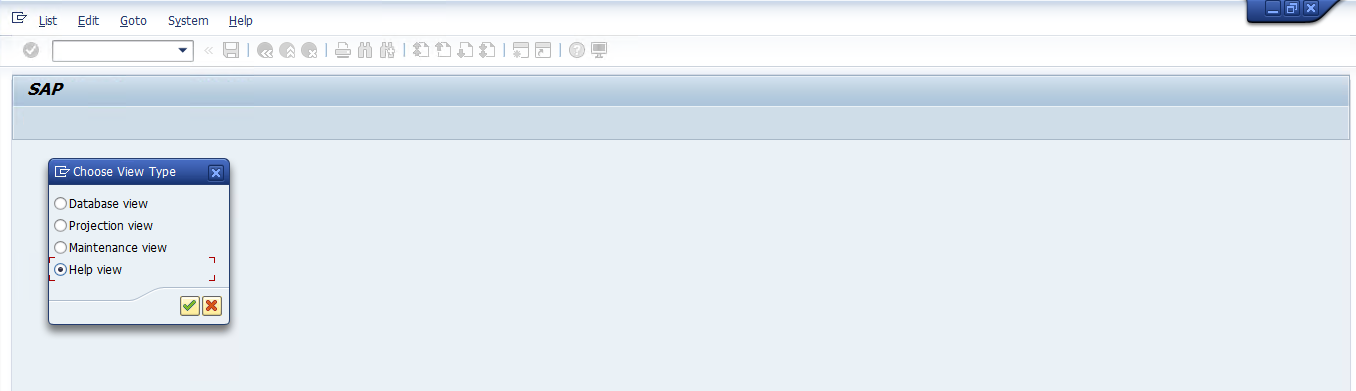 List Edit Goto System Help
SAP
Choose View Type
Database view
Projection view
Maintenance view
Help view